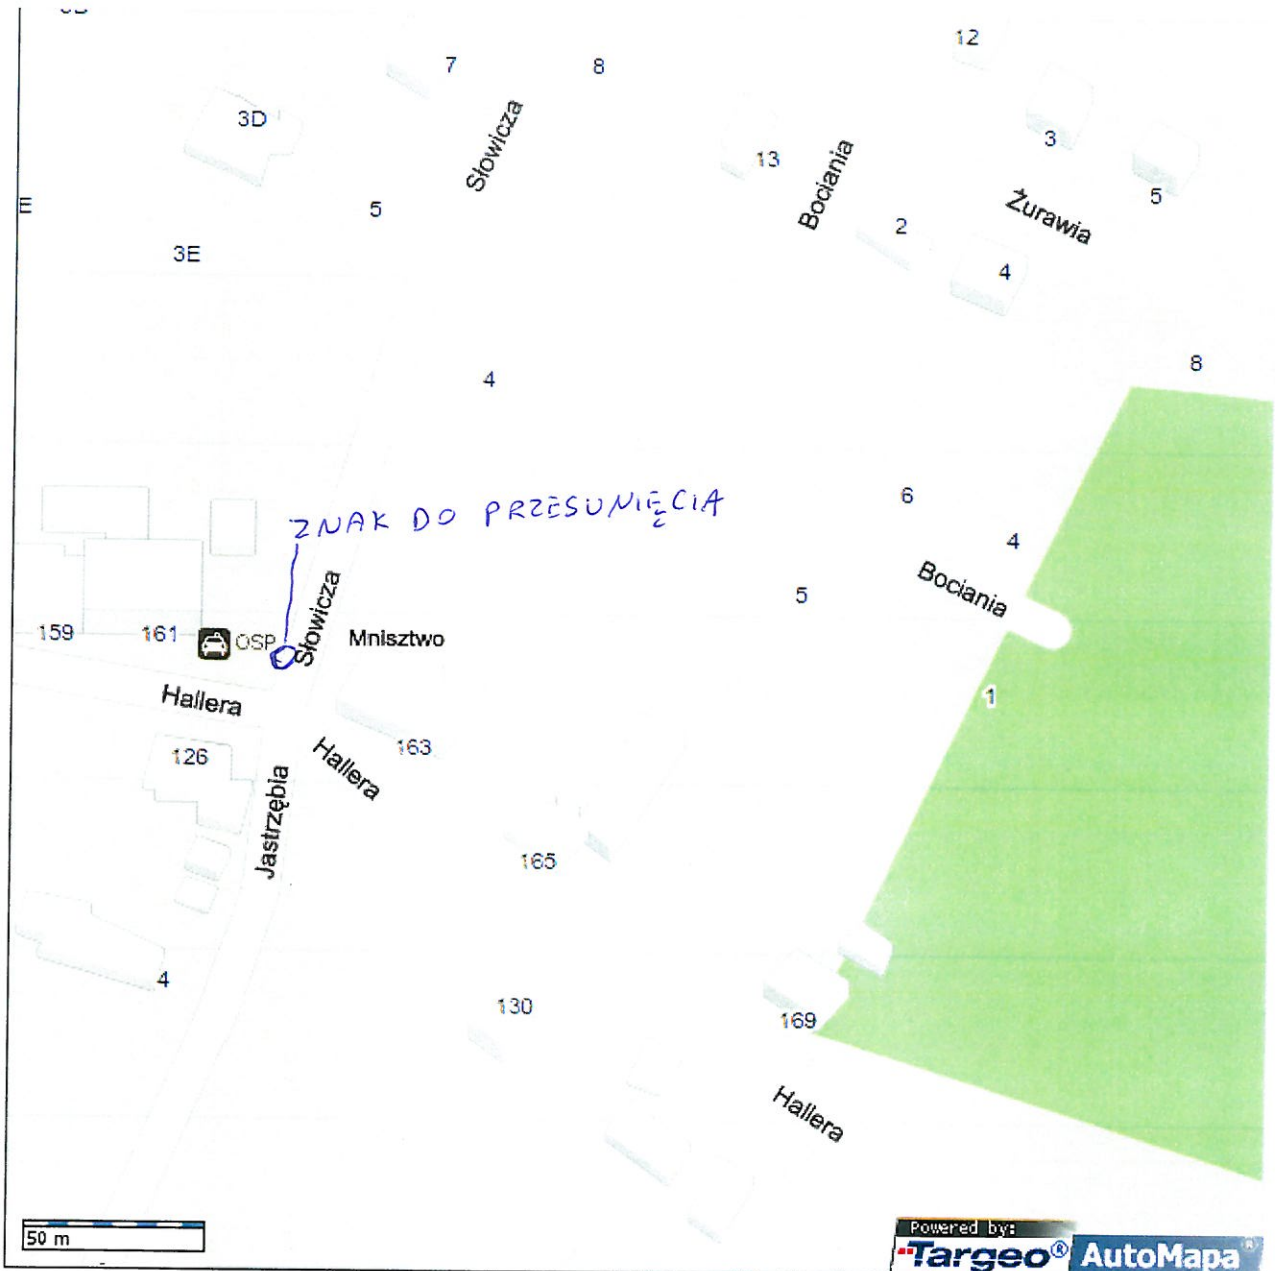 12
7
8
3D
3
13
Słowicza
Bociania
5
5
Żurawia
E
2
3E
4
8
4
6
ZNAK DO PRZESUNIĘCIA
4
Bociania
5
Słowicza
159
161
OSP
Mnisztwo
1
Hallera
126
163
Hallera
Jastrzębia
165
4
130
169
Hallera
50 m
Powered by:
Targeo® AutoMapa®